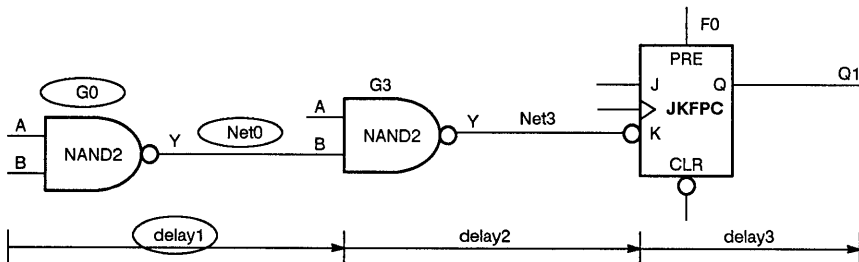 F0
PRE
G0
G3
J
Q
Q1
A
A
JKFPC
NAND2
Y
Net0
NAND2
Y
Net3
B
B
K
CLR
delay1
delay2
delay3